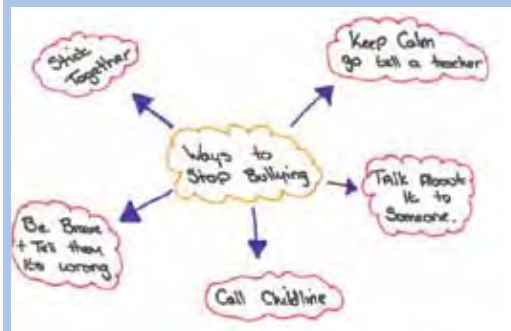 Stick
Together
Keep Calm
go tell a teacher
Ways to
Stop Bullying
Talk About
it to
Someone.
Be Brave
+ Tell them
its wrong
Call Childline